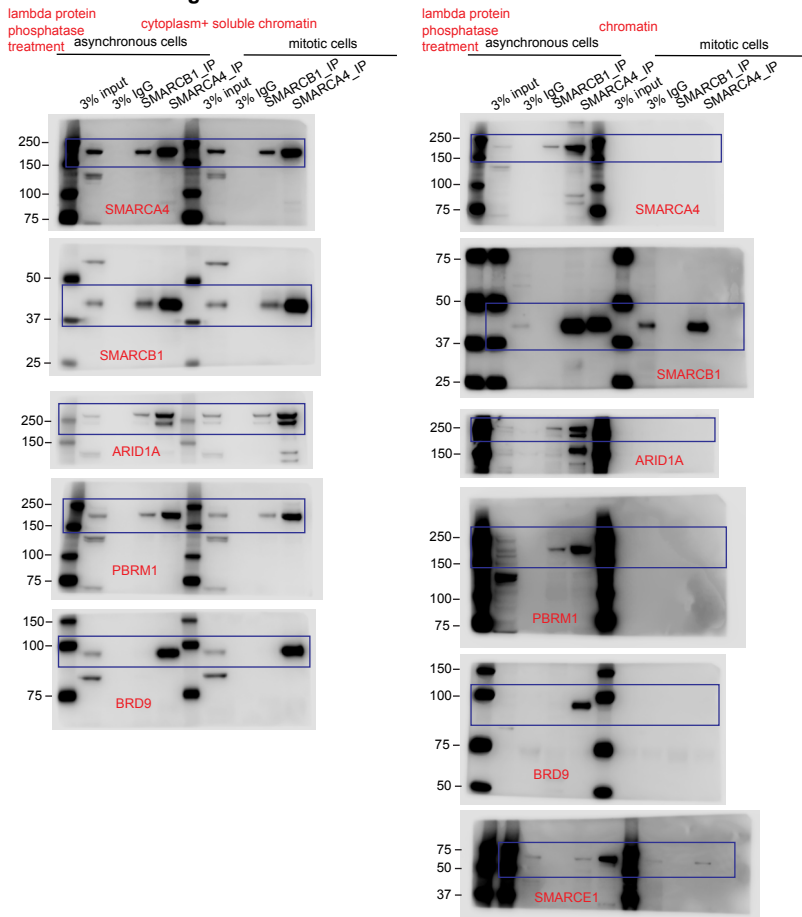 lambda protein
phosphatase
treatment
cytoplasm+ soluble chromatin
asynchronous cells
mitotic cells
3% input
3% IgG
SMARCB1_IP
SMARCA4_IP
3% input
3% IgG
SMARCB1_IP
SMARCA4_IP
250
150
100
75
SMARCA4
50
37
25
SMARCB1
250
150
ARID1A
250
150
100
75
PBRM1
150
100
75
BRD9
lambda protein
phosphatase
treatment
chromatin
asynchronous cells
mitotic cells
3% input
3% IgG
SMARCB1_IP
SMARCA4_IP
3% input
3% IgG
SMARCB1_IP
SMARCA4_IP
250
150
100
75
SMARCA4
75
50
37
25
SMARCB1
250
150
ARID1A
250
150
100
75
PBRM1
150
100
75
50
BRD9
75
50
37
SMARCE1